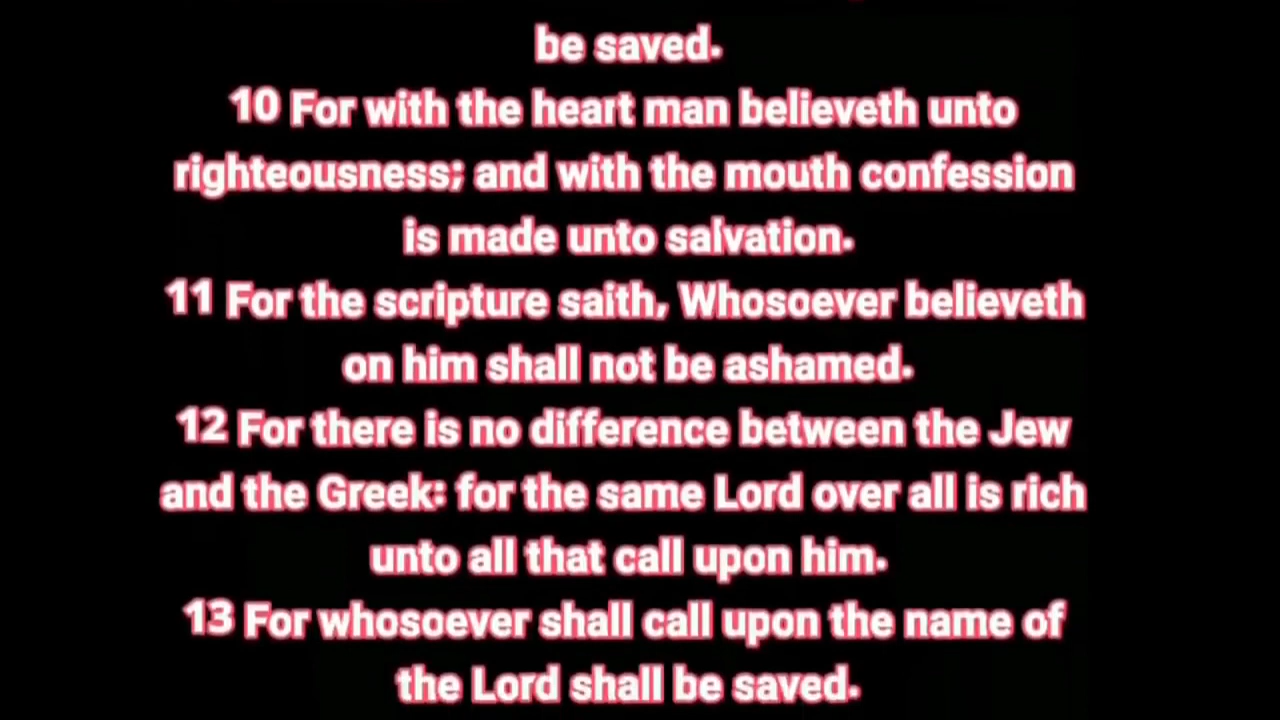 be saved.
10 For with the heart man believeth unto
righteousness; and with the mouth confession
is made unto salvation.
11 For the scripture saith, Whosoever believeth
on him shall not be ashamed.
12 For there is no difference between the Jew
and the Greek: for the same Lord over all is rich
unto all that call upon him.
13 For whosoever shall call upon the name of
the Lord shall be saved.